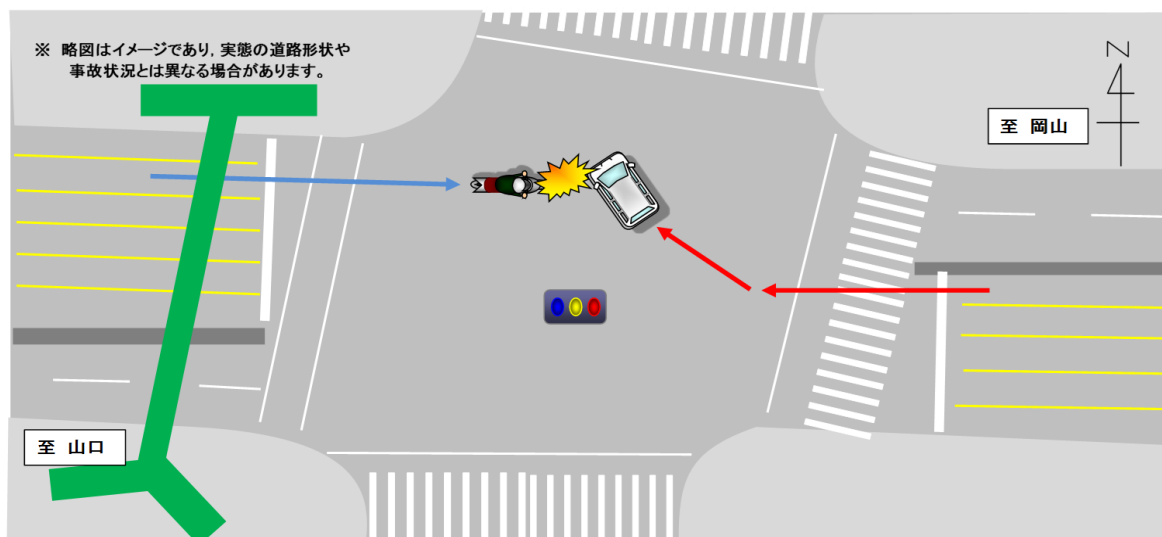 ※ 略図はイメージであり，実態の道路形状や
事故状況とは異なる場合があります。
N
至 岡山
至 山口